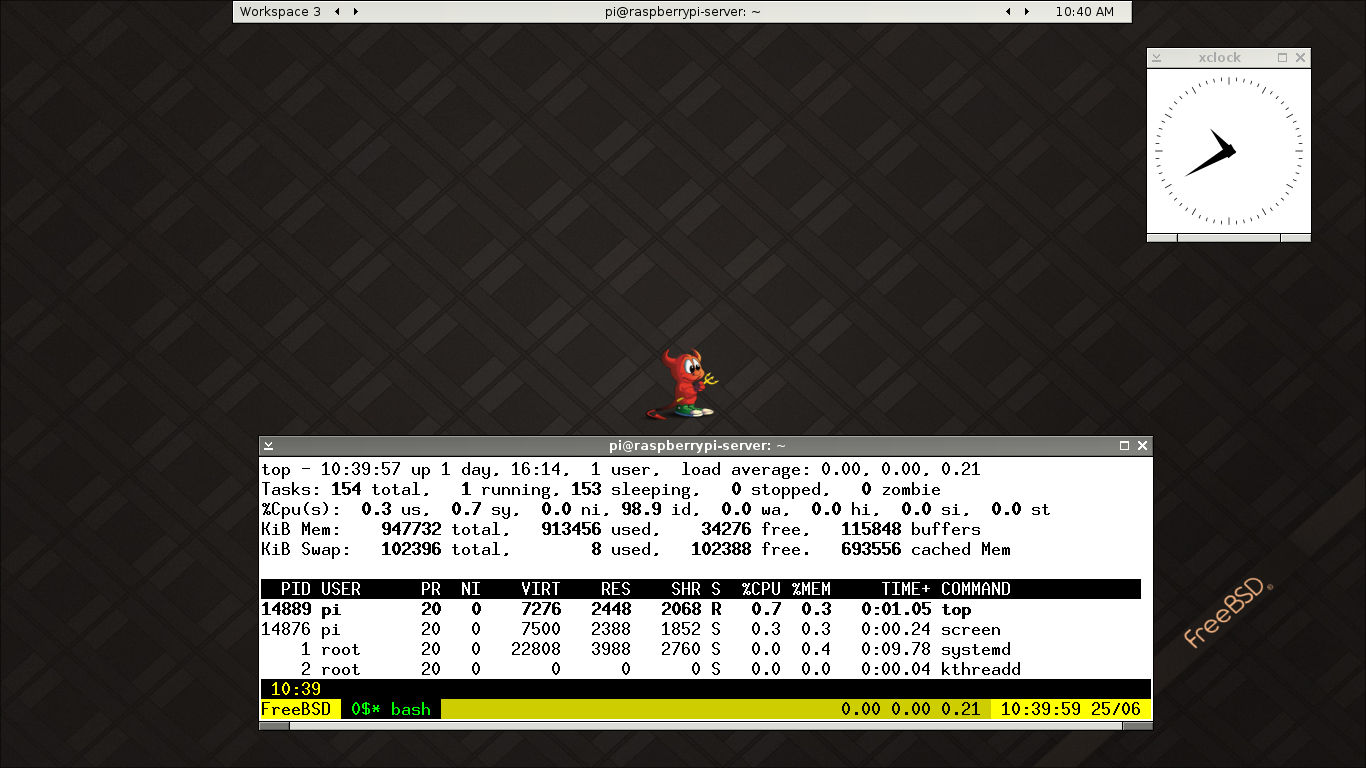 Workspace 3 pi@raspberrypi-server: ~ 10:40 AM
xclock
pi@raspberrypi-server: ~
top - 10:39:57 up 1 day, 16:14,  1 user,  load average: 0.00, 0.00, 0.21
Tasks: 154 total,   1 running, 153 sleeping,   0 stopped,   0 zombie
%Cpu(s):  0.3 us,  0.7 sy,  0.0 ni, 98.9 id,  0.0 wa,  0.0 hi,  0.0 si,  0.0 st
KiB Mem:    947732 total,   913456 used,    34276 free,   115848 buffers
KiB Swap:   102396 total,        8 used,   102388 free.   693556 cached Mem
PID USER      PR  NI    VIRT    RES    SHR S  %CPU %MEM     TIME+ COMMAND
14889 pi        20   0    7276   2448   2068 R   0.7  0.3   0:01.05 top
14876 pi        20   0    7500   2388   1852 S   0.3  0.3   0:00.24 screen
1 root      20   0   22808   3988   2760 S   0.0  0.4   0:09.78 systemd
2 root      20   0       0      0      0 S   0.0  0.0   0:00.04 kthreadd
10:39
FreeBSD  0$* bash  0.00 0.00 0.21  10:39:59 25/06
FreeBSD